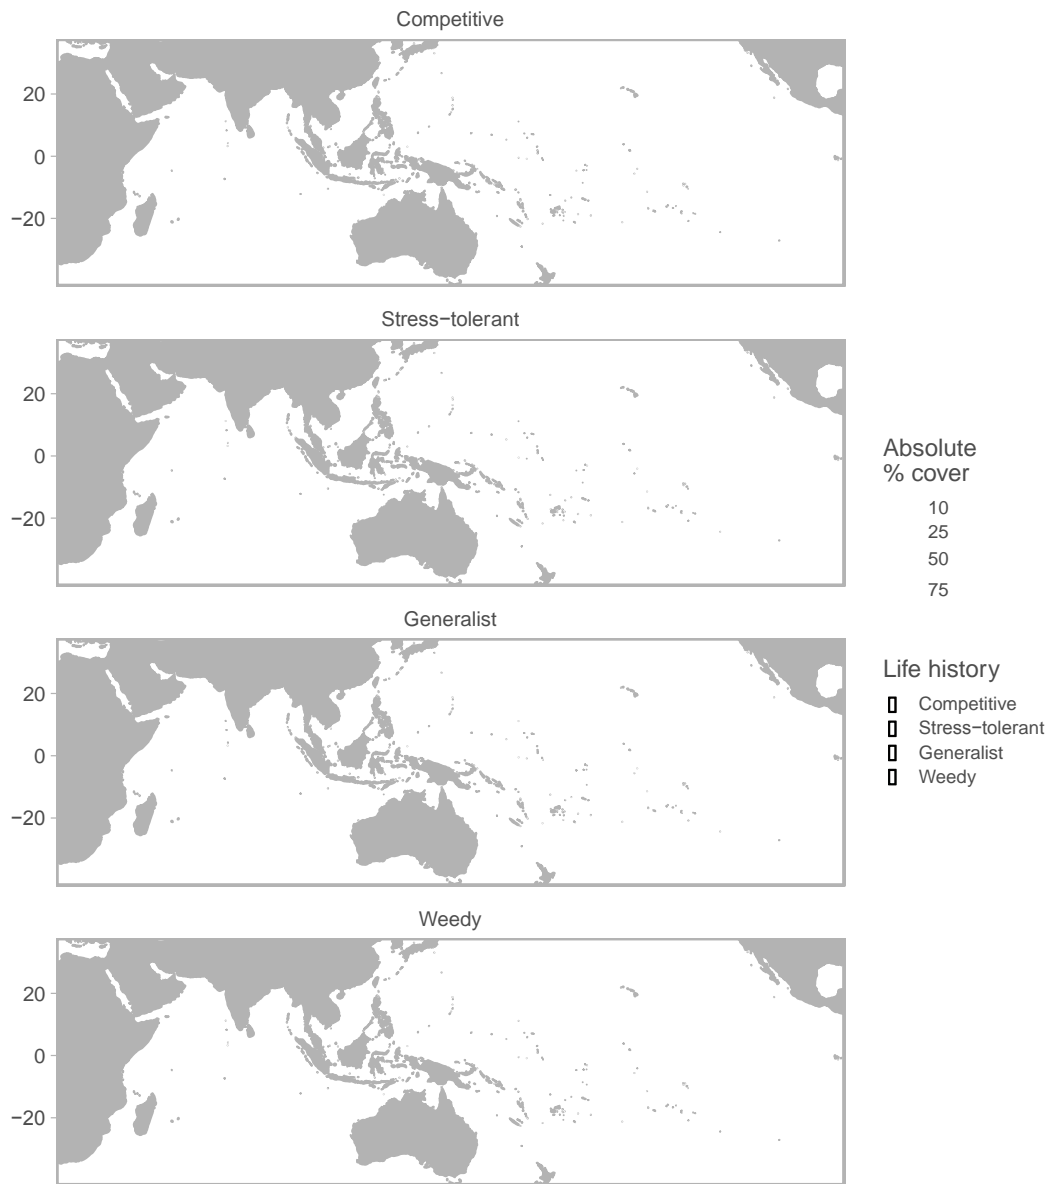 Competitive
20
0
−20
Stress−tolerant
20
0
−20
Generalist
20
0
−20
Weedy
20
0
−20
Absolute
% cover
10
25
50
75
Life history
Competitive
Stress−tolerant
Generalist
Weedy